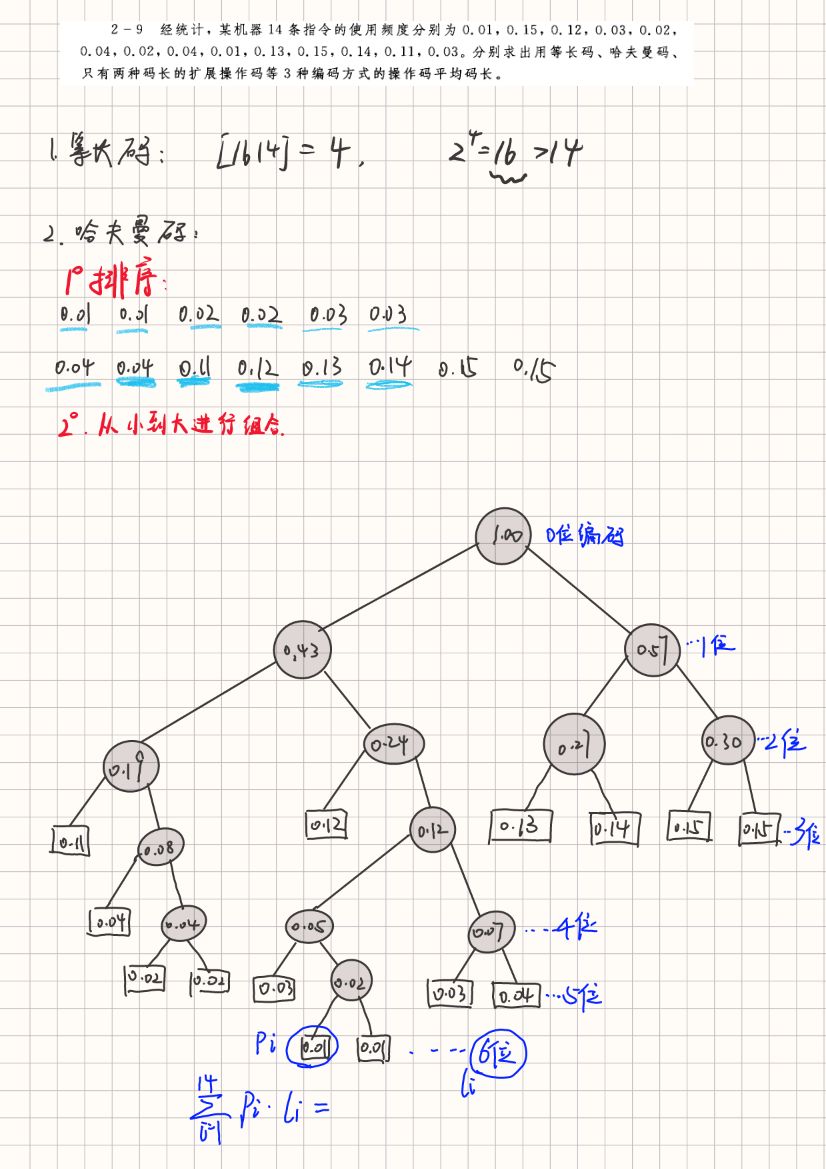 2-9 经统计,某机器14条指令的使用频度分别为0.01,0.15,0.12,0.03,0.02,
0.04,0.02,0.04,0.01,0.13,0.15,0.14,0.11,0.03。分别求出用等长码、哈夫曼码、
只有两种码长的扩展操作码等3种编码方式的操作码平均码长。
1. 等长码: [1b14] = 4, 2⁴=16 >14
2. 哈夫曼码:
1° 排序:
0.01 0.01 0.02 0.02 0.03 0.03
0.04 0.04 0.11 0.12 0.13 0.14 0.15 0.15
2°. 从小到大进行组合.
1.00 0位编码
0.43 0.57 …1位
0.19 0.24 0.27 0.30 …2位
0.11 0.08 0.12 0.12 0.13 0.14 0.15 0.15 …3位
0.04 0.04 0.05 0.07 …4位
0.02 0.02 0.03 0.02 0.03 0.04 …5位
Pi 0.01 0.01 …6位
li
14
∑ Pi·li =
i=1